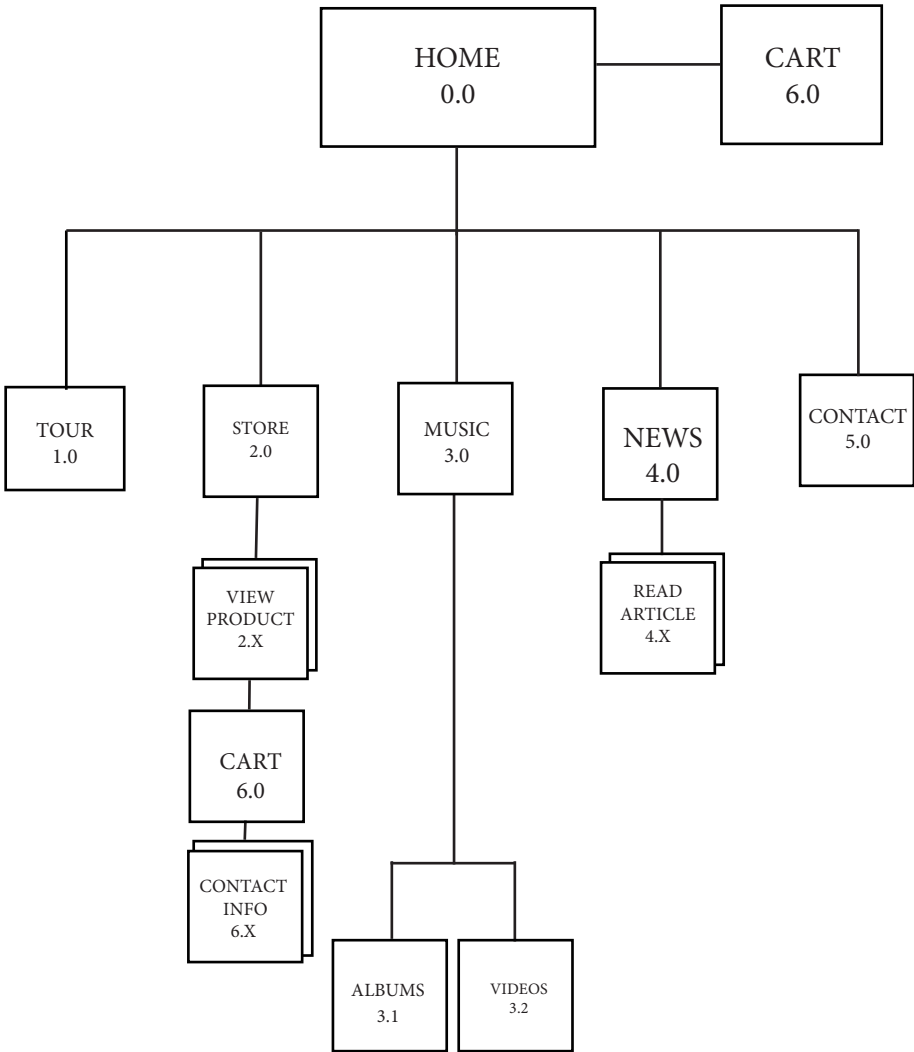 HOME
0.0
CART
6.0
TOUR
1.0
STORE
2.0
MUSIC
3.0
NEWS
4.0
CONTACT
5.0
VIEW
PRODUCT
2.X
READ
ARTICLE
4.X
CART
6.0
CONTACT
INFO
6.X
ALBUMS
3.1
VIDEOS
3.2